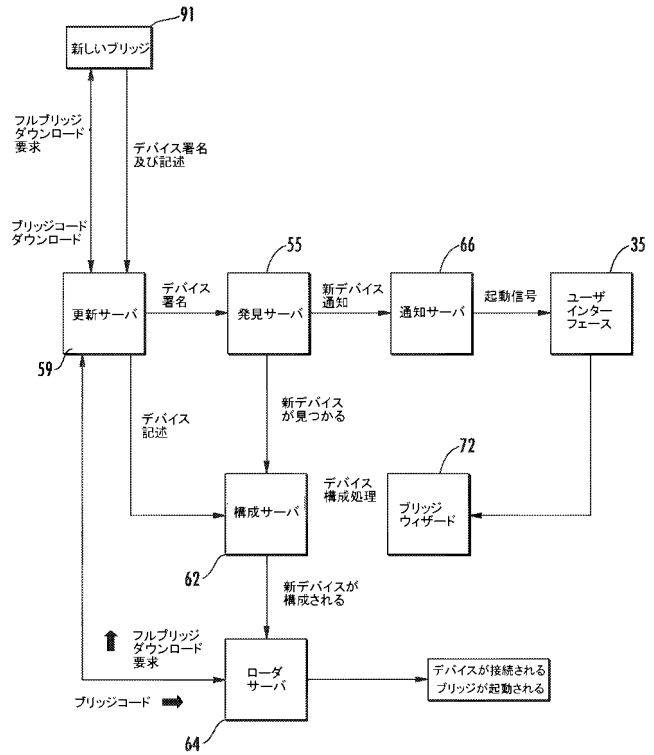 91
新しいブリッジ
フルブリッジ
ダウンロード
要求
デバイス署名
及び記述
ブリッジコード
ダウンロード
55
66
35
デバイス
署名
新デバイス
通知
起動信号
更新サーバ
発見サーバ
通知サーバ
ユーザ
インター
フェース
59
デバイス
記述
新デバイス
が見つかる
72
デバイス
構成処理
構成サーバ
ブリッジ
ウィザード
62
新デバイスが
構成される
フルブリッジ
ダウンロード
要求
ローダ
サーバ
デバイスが接続される
ブリッジが起動される
ブリッジコード
64